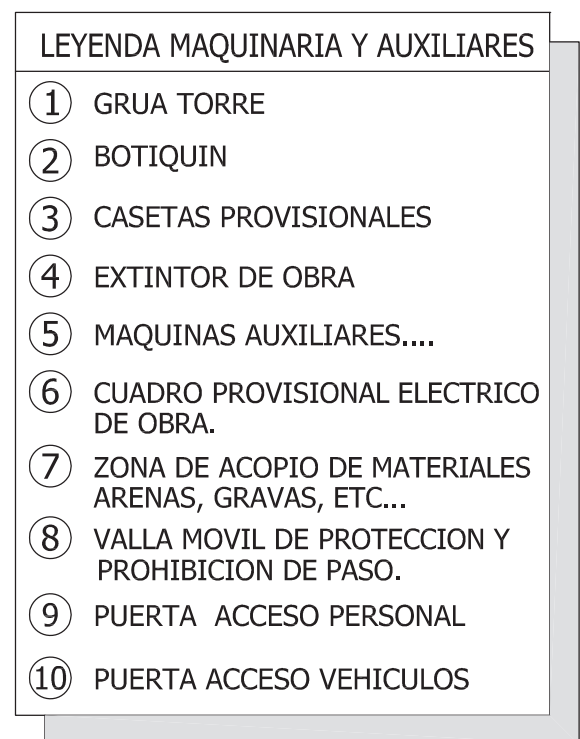 LEYENDA MAQUINARIA Y AUXILIARES
1 GRUA TORRE
2 BOTIQUIN
3 CASETAS PROVISIONALES
4 EXTINTOR DE OBRA
5 MAQUINAS AUXILIARES....
6 CUADRO PROVISIONAL ELECTRICO
DE OBRA.
7 ZONA DE ACOPIO DE MATERIALES
ARENAS, GRAVAS, ETC...
8 VALLA MOVIL DE PROTECCION Y
PROHIBICION DE PASO.
9 PUERTA ACCESO PERSONAL
10 PUERTA ACCESO VEHICULOS